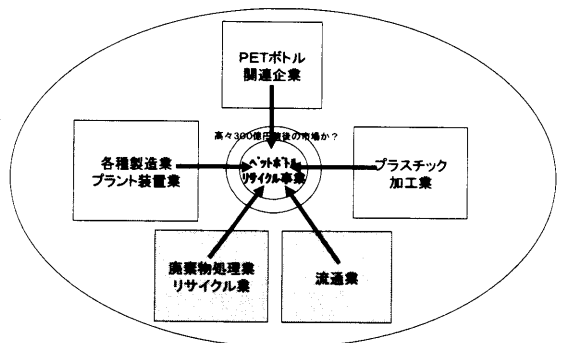 PETボトル
関連企業
高々300億円前後の市場か?
各種製造業
プラント装置業
ペットボトル
リサイクル事業
プラスチック
加工業
廃棄物処理業
リサイクル業
流通業